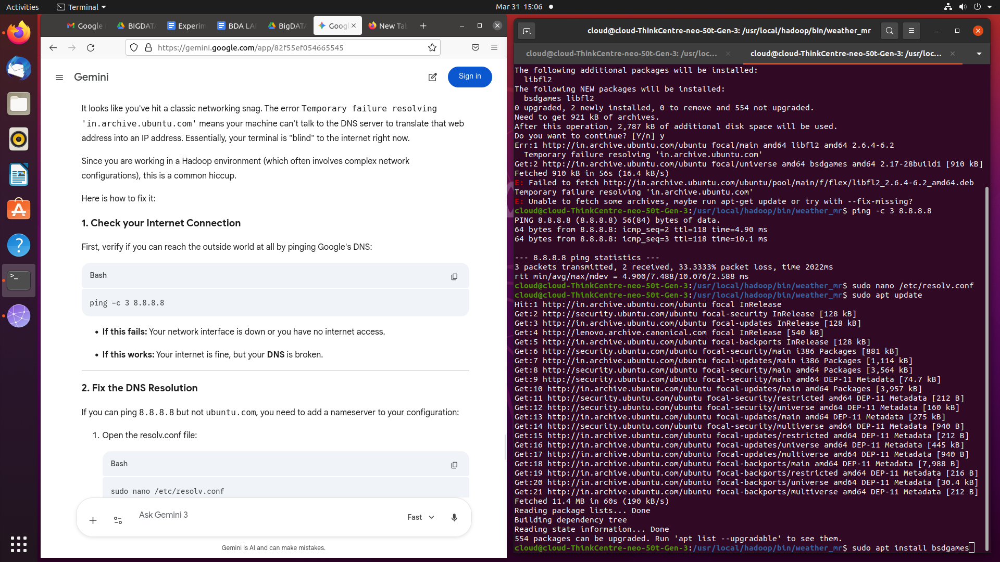 Activities
Terminal
Mar 31 15:06
Google
BIGDATA
Experim
BDA LA
BigDATA
Googl
New Tab
https://gemini.google.com/app/82f55ef054665545
Gemini
Sign in
It looks like you've hit a classic networking snag. The error Temporary failure resolving
'in.archive.ubuntu.com' means your machine can't talk to the DNS server to translate that web
address into an IP address. Essentially, your terminal is "blind" to the internet right now.
Since you are working in a Hadoop environment (which often involves complex network
configurations), this is a common hiccup.
Here is how to fix it:
1. Check your Internet Connection
First, verify if you can reach the outside world at all by pinging Google's DNS:
Bash
ping -c 3 8.8.8.8
• If this fails: Your network interface is down or you have no internet access.
• If this works: Your internet is fine, but your DNS is broken.
2. Fix the DNS Resolution
If you can ping 8.8.8.8 but not ubuntu.com, you need to add a nameserver to your configuration:
1. Open the resolv.conf file:
Bash
sudo nano /etc/resolv.conf
Ask Gemini 3
Fast
Gemini is AI and can make mistakes.
cloud@cloud-ThinkCentre-neo-50t-Gen-3: /usr/local/hadoop/bin/weather_mr
cloud@cloud-ThinkCentre-neo-50t-Gen-3: /usr/loc...
cloud@cloud-ThinkCentre-neo-50t-Gen-3: /usr/loc...
The following additional packages will be installed:
  libfl2
The following NEW packages will be installed:
  bsdgames libfl2
0 upgraded, 2 newly installed, 0 to remove and 554 not upgraded.
Need to get 921 kB of archives.
After this operation, 2,787 kB of additional disk space will be used.
Do you want to continue? [Y/n] y
Err:1 http://in.archive.ubuntu.com/ubuntu focal/main amd64 libfl2 amd64 2.6.4-6.2
  Temporary failure resolving 'in.archive.ubuntu.com'
Get:2 http://in.archive.ubuntu.com/ubuntu focal/universe amd64 bsdgames amd64 2.17-28build1 [910 kB]
Fetched 910 kB in 56s (16.4 kB/s)
E: Failed to fetch http://in.archive.ubuntu.com/ubuntu/pool/main/f/flex/libfl2_2.6.4-6.2_amd64.deb
Temporary failure resolving 'in.archive.ubuntu.com'
E: Unable to fetch some archives, maybe run apt-get update or try with --fix-missing?
cloud@cloud-ThinkCentre-neo-50t-Gen-3:/usr/local/hadoop/bin/weather_mr$ ping -c 3 8.8.8.8
PING 8.8.8.8 (8.8.8.8) 56(84) bytes of data.
64 bytes from 8.8.8.8: icmp_seq=2 ttl=118 time=4.90 ms
64 bytes from 8.8.8.8: icmp_seq=3 ttl=118 time=10.1 ms
--- 8.8.8.8 ping statistics ---
3 packets transmitted, 2 received, 33.3333% packet loss, time 2022ms
rtt min/avg/max/mdev = 4.900/7.488/10.076/2.588 ms
cloud@cloud-ThinkCentre-neo-50t-Gen-3:/usr/local/hadoop/bin/weather_mr$ sudo nano /etc/resolv.conf
cloud@cloud-ThinkCentre-neo-50t-Gen-3:/usr/local/hadoop/bin/weather_mr$ sudo apt update
Hit:1 http://in.archive.ubuntu.com/ubuntu focal InRelease
Get:2 http://security.ubuntu.com/ubuntu focal-security InRelease [128 kB]
Get:3 http://in.archive.ubuntu.com/ubuntu focal-updates InRelease [128 kB]
Get:4 http://lenovo.archive.canonical.com focal InRelease [540 kB]
Get:5 http://in.archive.ubuntu.com/ubuntu focal-backports InRelease [128 kB]
Get:6 http://security.ubuntu.com/ubuntu focal-security/main i386 Packages [881 kB]
Get:7 http://in.archive.ubuntu.com/ubuntu focal-updates/main i386 Packages [1,114 kB]
Get:8 http://security.ubuntu.com/ubuntu focal-security/main amd64 Packages [3,564 kB]
Get:9 http://security.ubuntu.com/ubuntu focal-security/main amd64 DEP-11 Metadata [74.7 kB]
Get:10 http://in.archive.ubuntu.com/ubuntu focal-updates/main amd64 Packages [3,957 kB]
Get:11 http://security.ubuntu.com/ubuntu focal-security/restricted amd64 DEP-11 Metadata [212 B]
Get:12 http://security.ubuntu.com/ubuntu focal-security/universe amd64 DEP-11 Metadata [160 kB]
Get:13 http://in.archive.ubuntu.com/ubuntu focal-updates/main amd64 DEP-11 Metadata [275 kB]
Get:14 http://security.ubuntu.com/ubuntu focal-security/multiverse amd64 DEP-11 Metadata [940 B]
Get:15 http://in.archive.ubuntu.com/ubuntu focal-updates/restricted amd64 DEP-11 Metadata [212 B]
Get:16 http://in.archive.ubuntu.com/ubuntu focal-updates/universe amd64 DEP-11 Metadata [445 kB]
Get:17 http://in.archive.ubuntu.com/ubuntu focal-updates/multiverse amd64 DEP-11 Metadata [940 B]
Get:18 http://in.archive.ubuntu.com/ubuntu focal-backports/main amd64 DEP-11 Metadata [7,988 B]
Get:19 http://in.archive.ubuntu.com/ubuntu focal-backports/restricted amd64 DEP-11 Metadata [216 B]
Get:20 http://in.archive.ubuntu.com/ubuntu focal-backports/universe amd64 DEP-11 Metadata [30.4 kB]
Get:21 http://in.archive.ubuntu.com/ubuntu focal-backports/multiverse amd64 DEP-11 Metadata [212 B]
Fetched 11.4 MB in 60s (190 kB/s)
Reading package lists... Done
Building dependency tree
Reading state information... Done
554 packages can be upgraded. Run 'apt list --upgradable' to see them.
cloud@cloud-ThinkCentre-neo-50t-Gen-3:/usr/local/hadoop/bin/weather_mr$ sudo apt install bsdgames